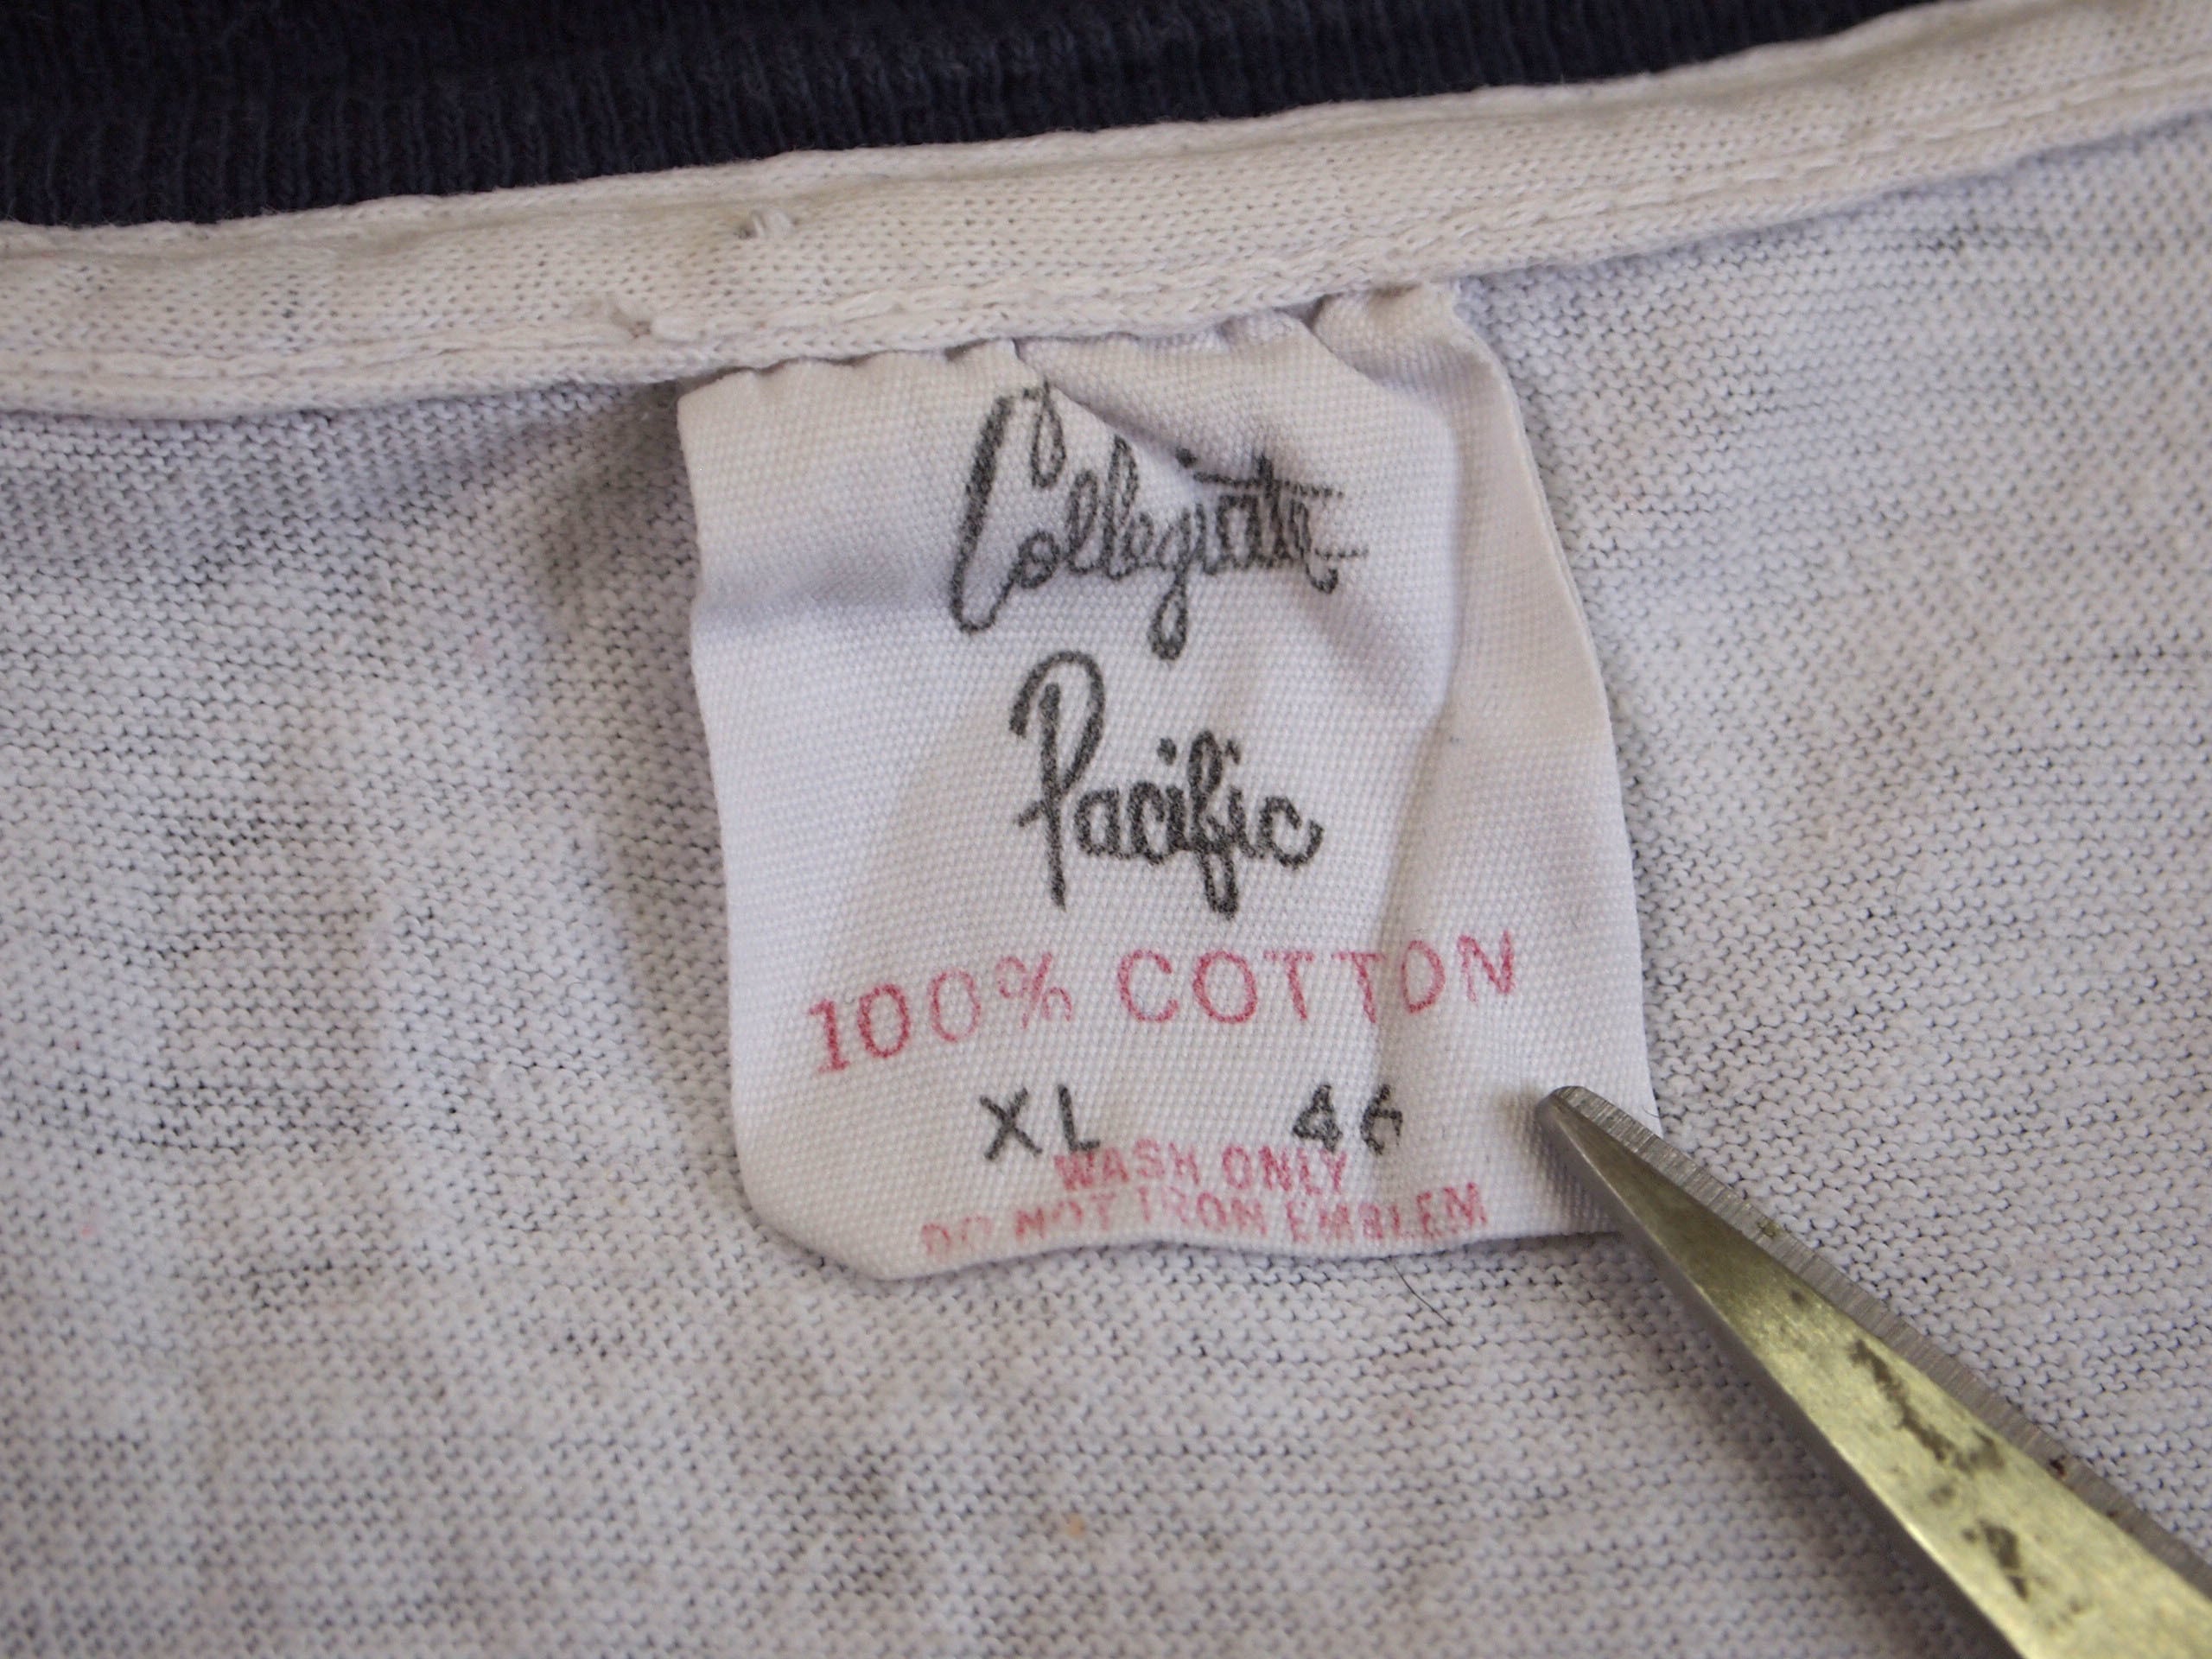 Collegiate
Pacific
100% COTTON
XL 46
WASH ONLY
DO NOT IRON EMBLEM